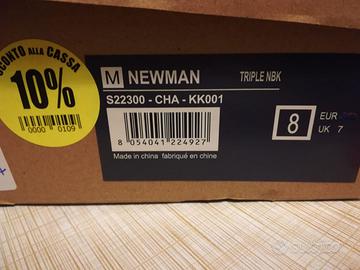 SCONTO ALLA CASSA
10%
0000 0109
M NEWMAN
TRIPLE NBK
S22300 - CHA - KK001
8 054041 224927
Made in china fabriqué en chine
8
EUR
UK 7
subito